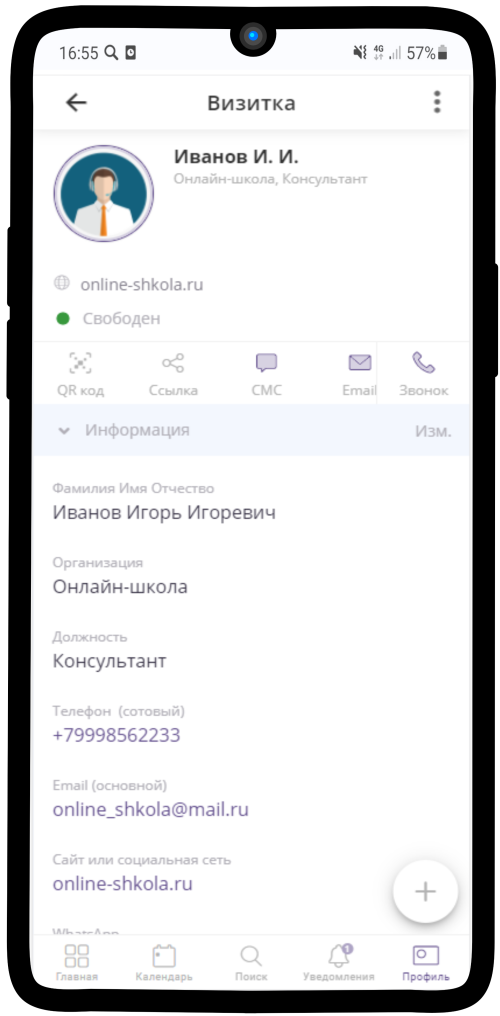 16:55 4G 57%
Визитка
Иванов И. И.
Онлайн-школа, Консультант
online-shkola.ru
Свободен
QR код Ссылка СМС Email Звонок
Информация Изм.
Фамилия Имя Отчество
Иванов Игорь Игоревич
Организация
Онлайн-школа
Должность
Консультант
Телефон (сотовый)
+79998562233
Email (основной)
online_shkola@mail.ru
Сайт или социальная сеть
online-shkola.ru
WhatsApp
1
Главная Календарь Поиск Уведомления Профиль